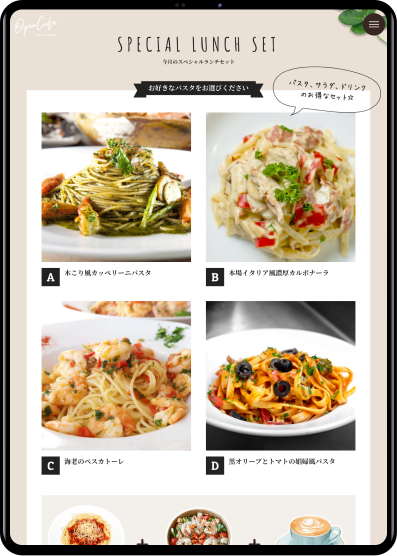 Open Cafe
SPECIAL LUNCH SET
今月のスペシャルランチセット
お好きなパスタをお選びください
パスタ、サラダ、ドリンク
のお得なセット☆
A 木こり風カッペリーニパスタ
B 本場イタリア風濃厚カルボナーラ
C 海老のペスカトーレ
D 黒オリーブとトマトの娼婦風パスタ
+ +